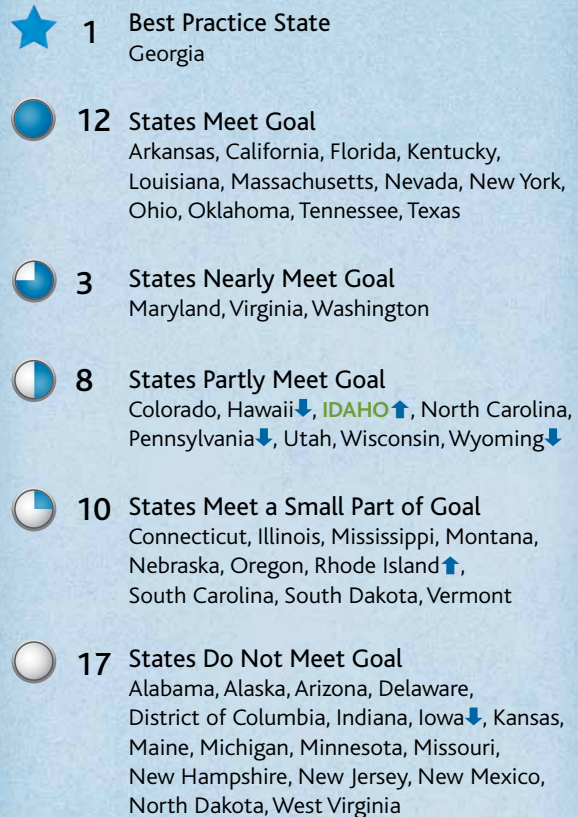 1 Best Practice State
Georgia
12 States Meet Goal
Arkansas, California, Florida, Kentucky,
Louisiana, Massachusetts, Nevada, New York,
Ohio, Oklahoma, Tennessee, Texas
3 States Nearly Meet Goal
Maryland, Virginia, Washington
8 States Partly Meet Goal
Colorado, Hawaii⬇, IDAHO⬆, North Carolina,
Pennsylvania⬇, Utah, Wisconsin, Wyoming⬇
10 States Meet a Small Part of Goal
Connecticut, Illinois, Mississippi, Montana,
Nebraska, Oregon, Rhode Island⬆,
South Carolina, South Dakota, Vermont
17 States Do Not Meet Goal
Alabama, Alaska, Arizona, Delaware,
District of Columbia, Indiana, Iowa⬇, Kansas,
Maine, Michigan, Minnesota, Missouri,
New Hampshire, New Jersey, New Mexico,
North Dakota, West Virginia